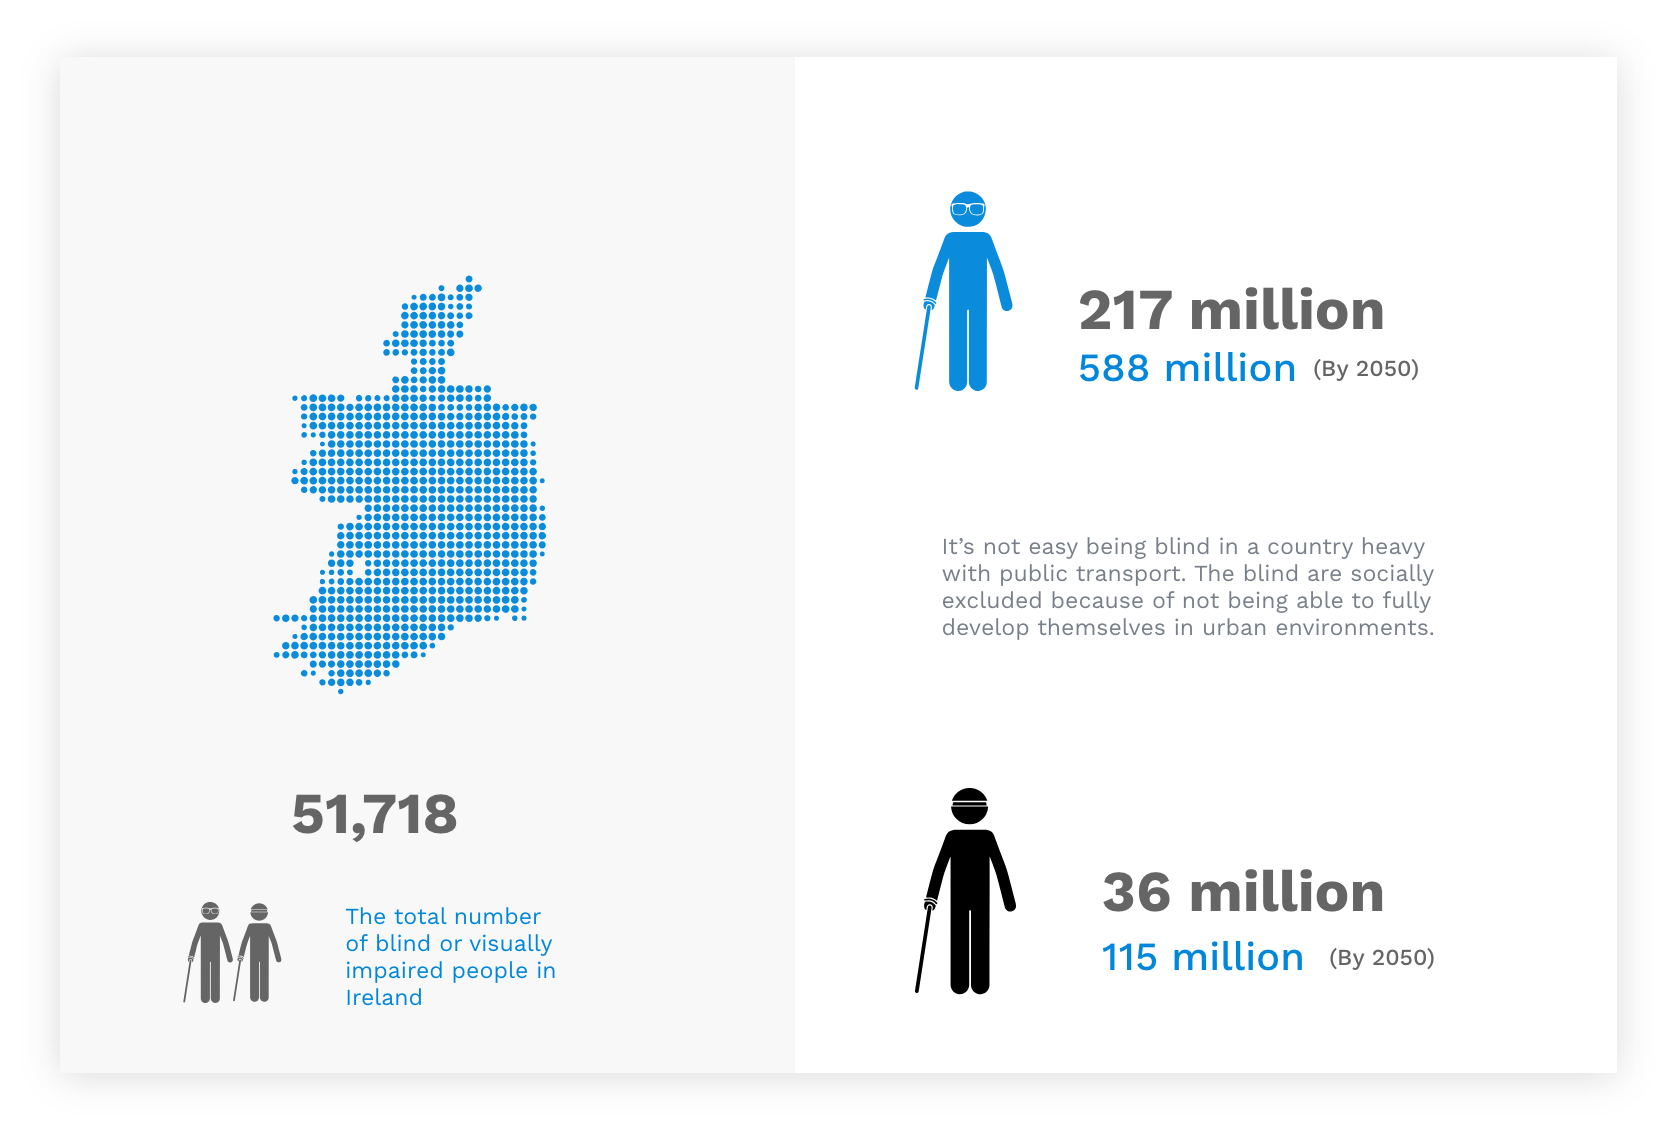 51,718
The total number
of blind or visually
impaired people in
Ireland
217 million
588 million (By 2050)
It’s not easy being blind in a country heavy
with public transport. The blind are socially
excluded because of not being able to fully
develop themselves in urban environments.
36 million
115 million (By 2050)